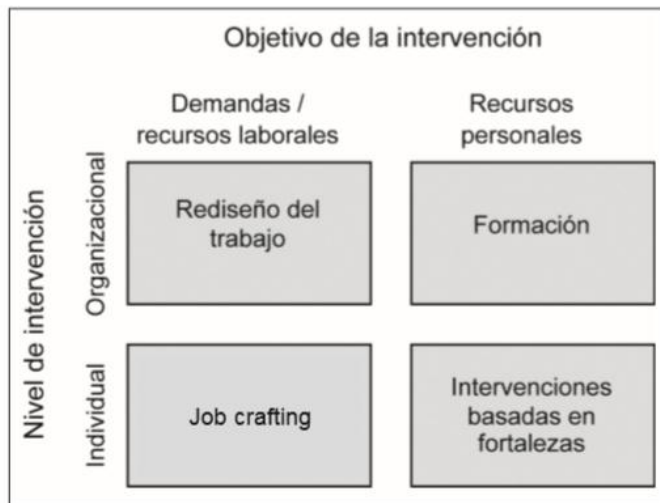 Objetivo de la intervención
Demandas /
recursos laborales
Recursos
personales
Nivel de intervención
Organizacional
Rediseño del
trabajo
Formación
Individual
Job crafting
Intervenciones
basadas en
fortalezas